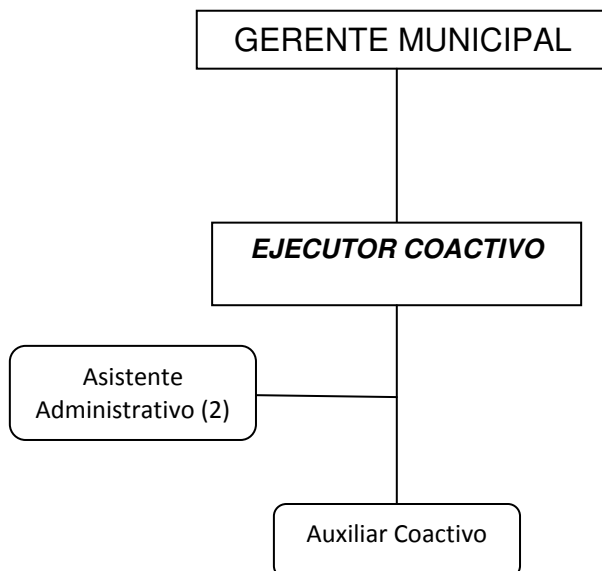 GERENTE MUNICIPAL
EJECUTOR COACTIVO
Asistente
Administrativo (2)
Auxiliar Coactivo